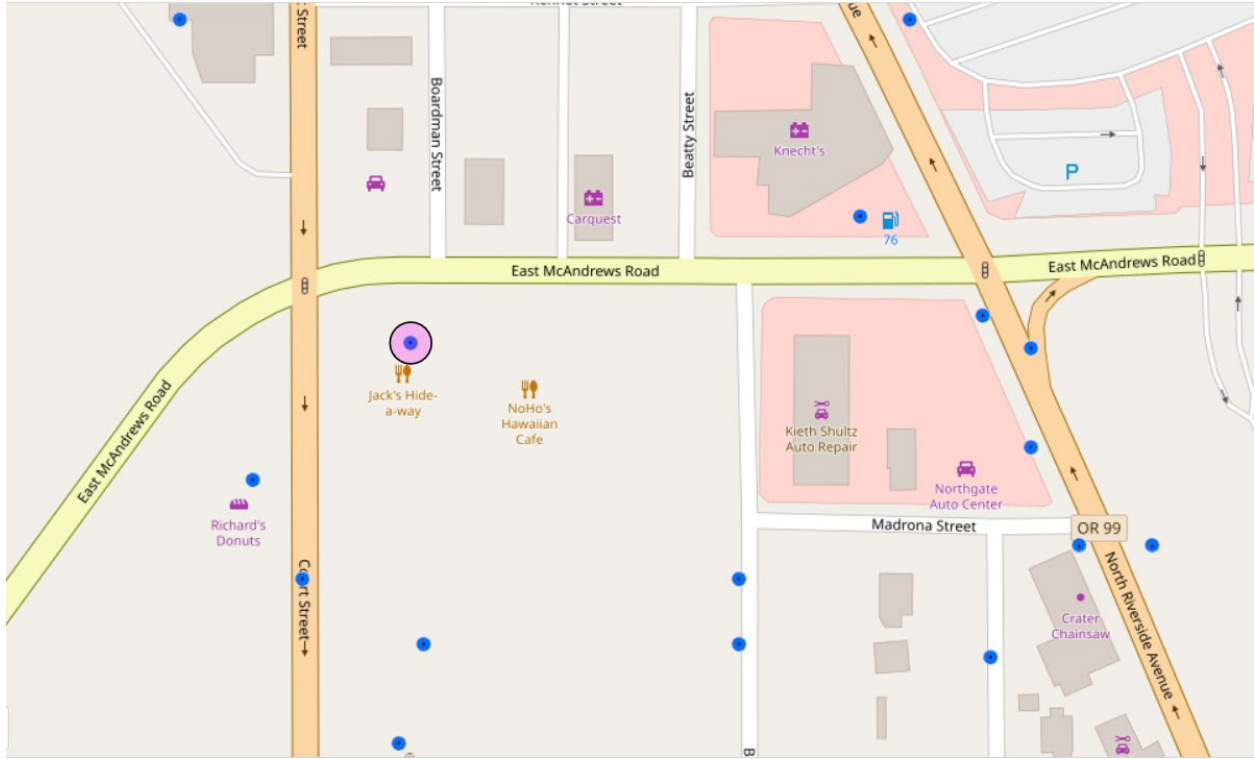 Street
Boardman Street
Beatty Street
Knecht's
Carquest
P
76
East McAndrews Road
East McAndrews Road
East McAndrews Road
Jack's Hide-
a-way
NoHo's
Hawaiian
Cafe
Kieth Shultz
Auto Repair
Northgate
Auto Center
Richard's
Donuts
Madrona Street
OR 99
Court Street
North Riverside Avenue
Crater
Chainsaw
B